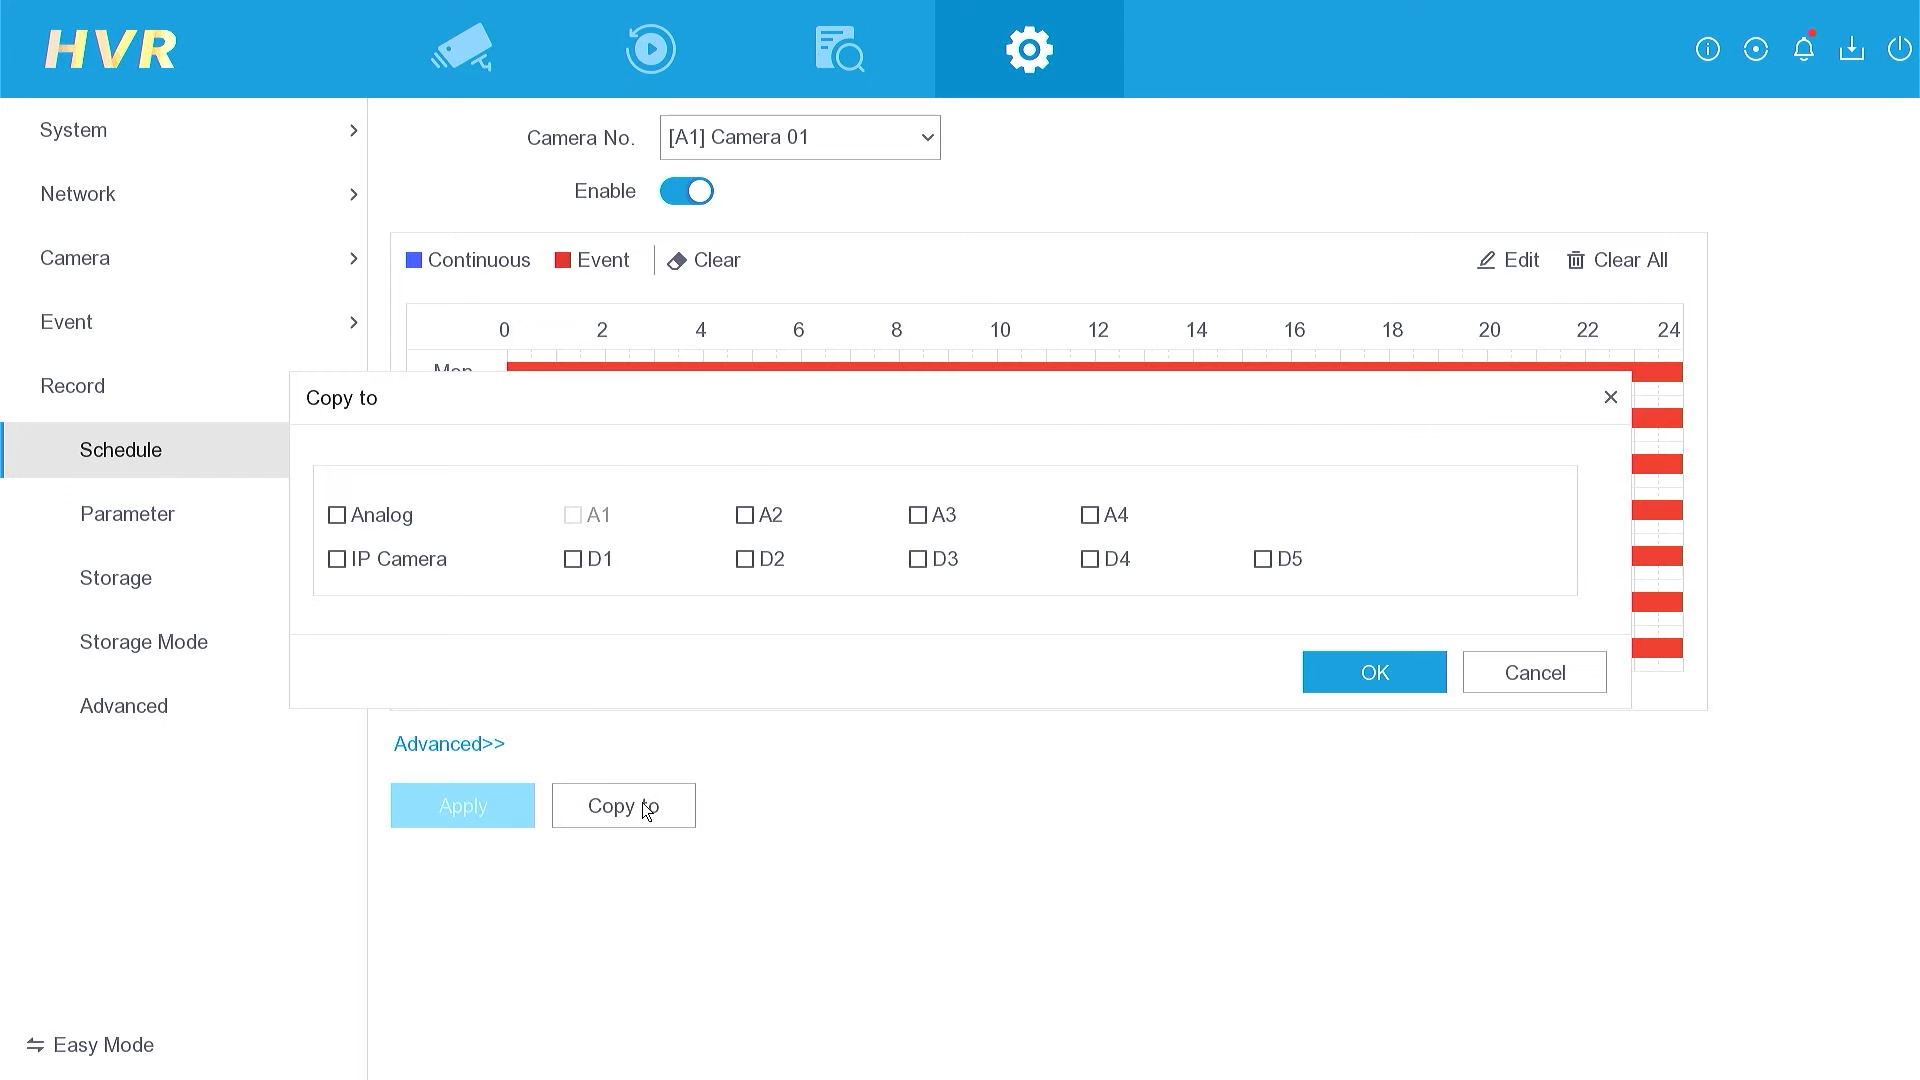 HVR
System
Network
Camera
Event
Record
Schedule
Parameter
Storage
Storage Mode
Advanced
Easy Mode
Camera No. [A1] Camera 01
Enable
Continuous Event Clear Edit Clear All
0 2 4 6 8 10 12 14 16 18 20 22 24
Mon
Copy to
Analog A1 A2 A3 A4
IP Camera D1 D2 D3 D4 D5
OK Cancel
Advanced>>
Apply Copy to